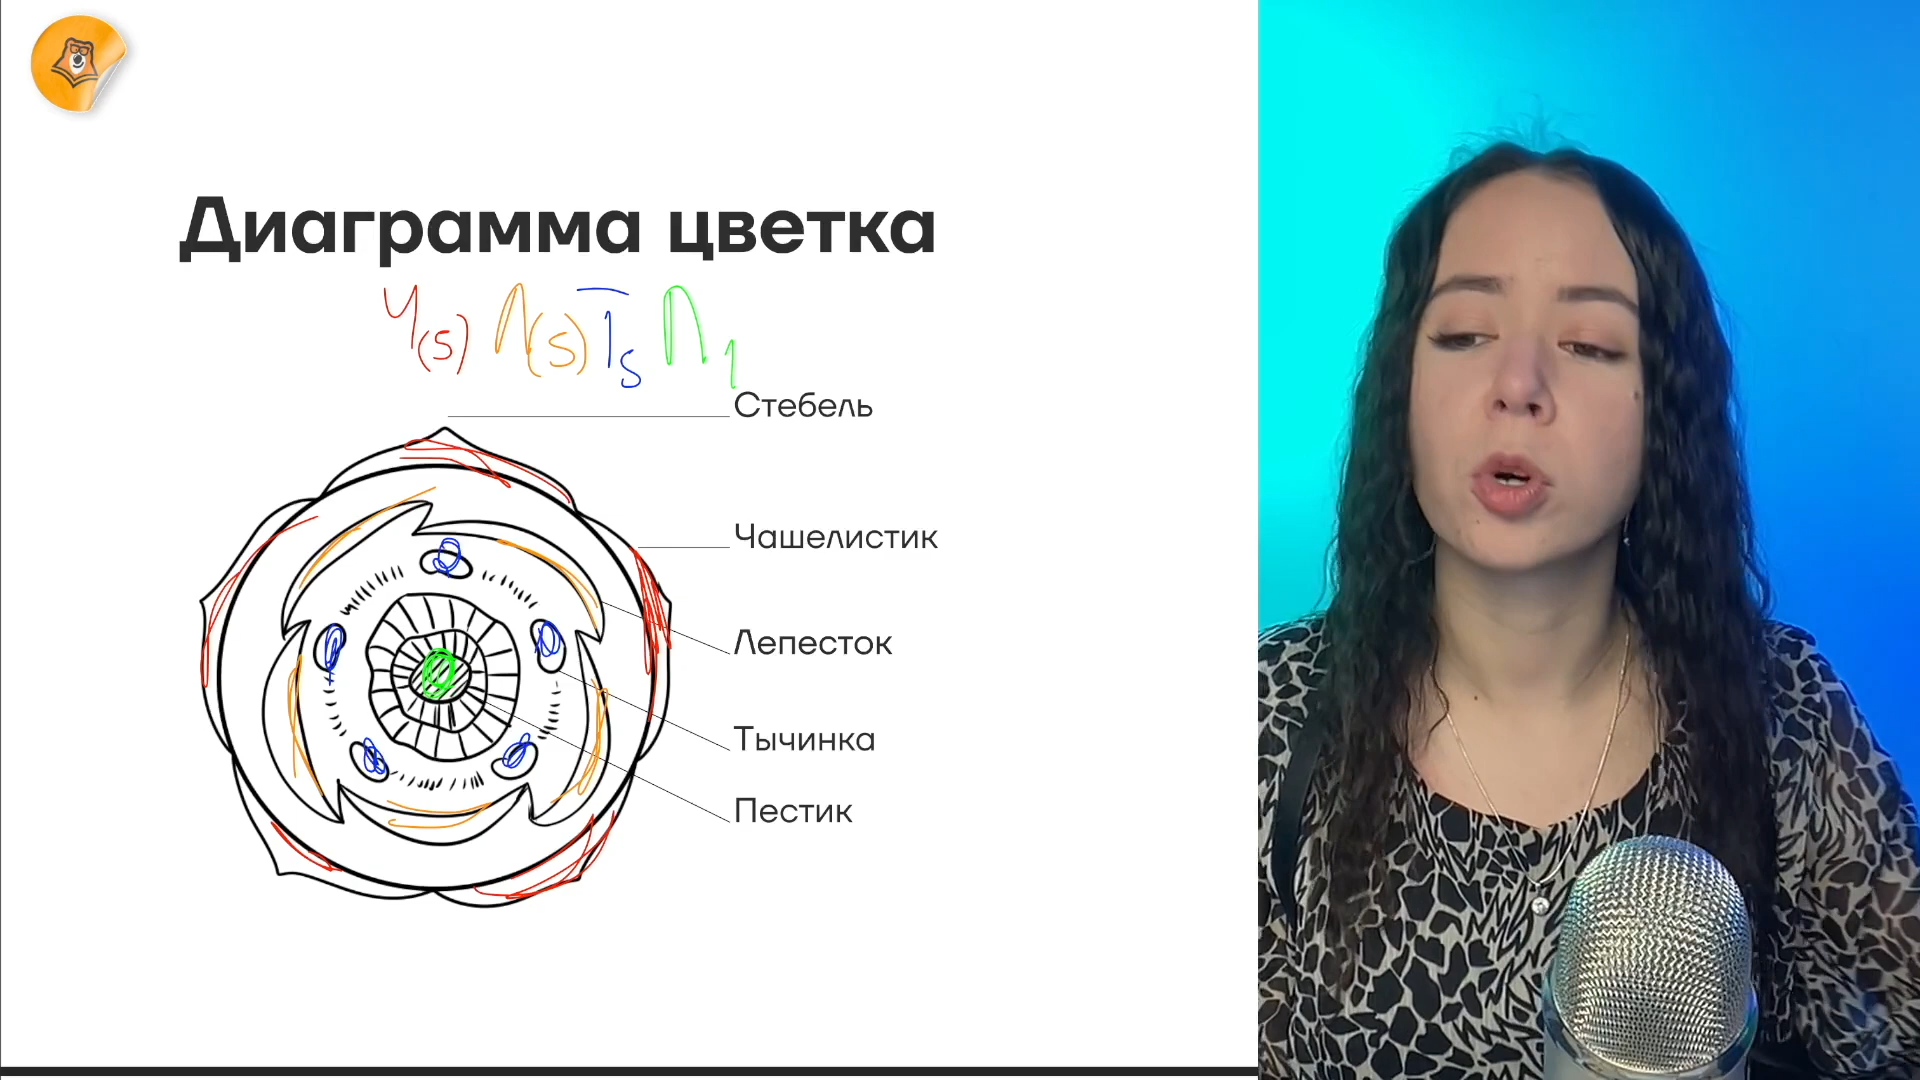 Диаграмма цветка
Ч(5) Л(5) Т5 П1
Стебель
Чашелистик
Лепесток
Тычинка
Пестик